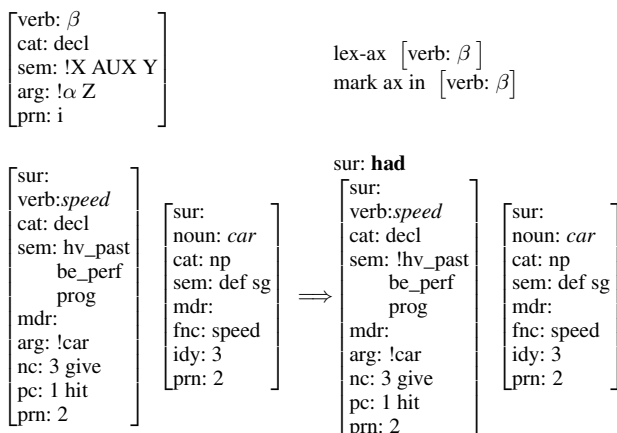 verb: β
cat: decl
sem: !X AUX Y
arg: !α Z
prn: i
lex-ax [verb: β]
mark ax in [verb: β]
sur:
verb:speed
cat: decl
sem: hv_past
be_perf
prog
mdr:
arg: !car
nc: 3 give
pc: 1 hit
prn: 2
sur:
noun: car
cat: np
sem: def sg
mdr:
fnc: speed
idy: 3
prn: 2
⟹
sur: had
sur:
verb:speed
cat: decl
sem: !hv_past
be_perf
prog
mdr:
arg: !car
nc: 3 give
pc: 1 hit
prn: 2
sur:
noun: car
cat: np
sem: def sg
mdr:
fnc: speed
idy: 3
prn: 2